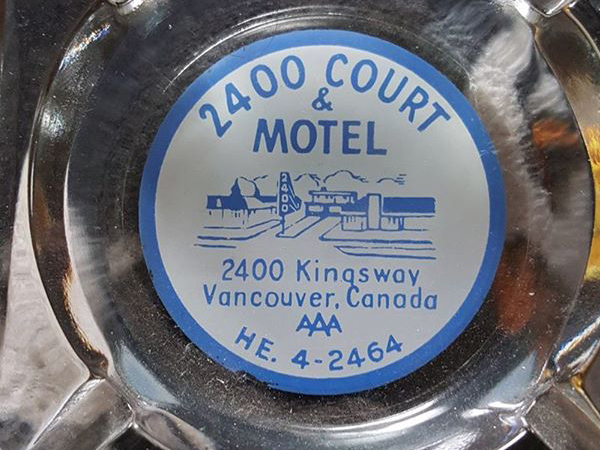 2400 COURT
&
MOTEL
2400
2400 Kingsway
Vancouver, Canada
AAA
HE. 4-2464